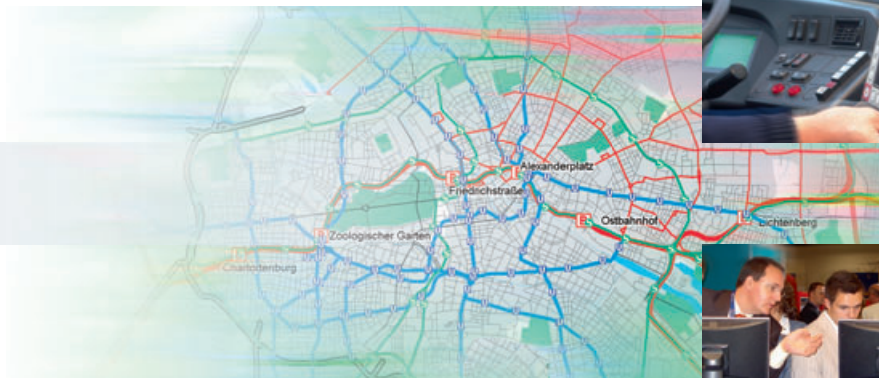 Alexanderplatz
Friedrichstraße
Ostbahnhof
Lichtenberg
Zoologischer Garten
Charlottenburg